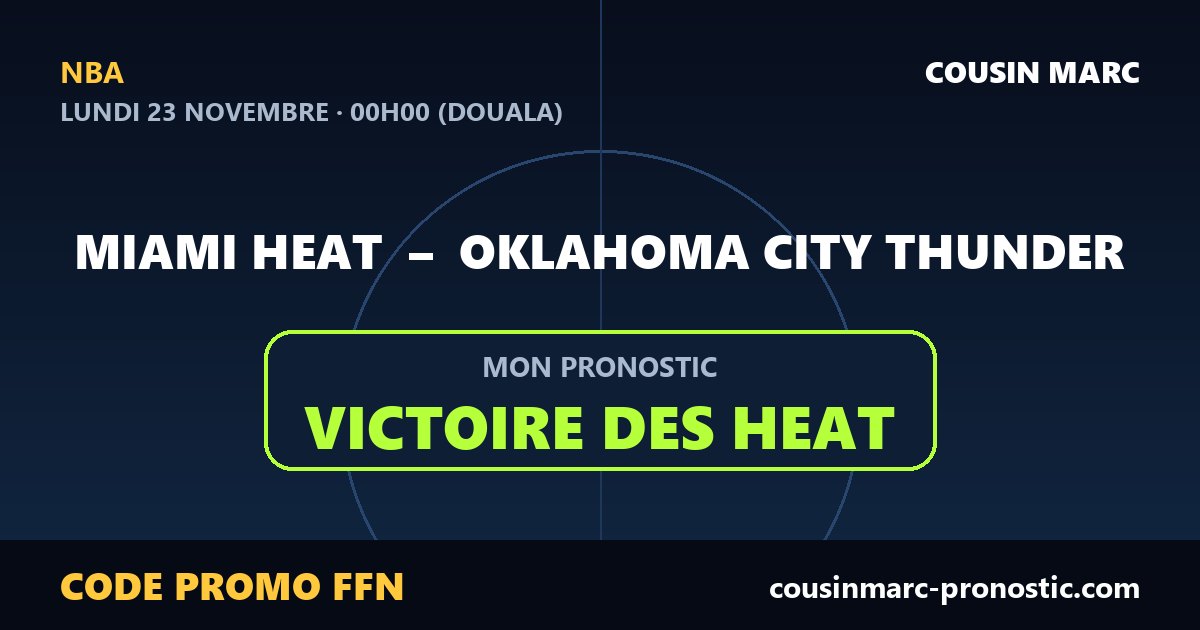 NBA
COUSIN MARC
LUNDI 23 NOVEMBRE · 00H00 (DOUALA)
MIAMI HEAT – OKLAHOMA CITY THUNDER
MON PRONOSTIC
VICTOIRE DES HEAT
CODE PROMO FFN
cousinmarc-pronostic.com